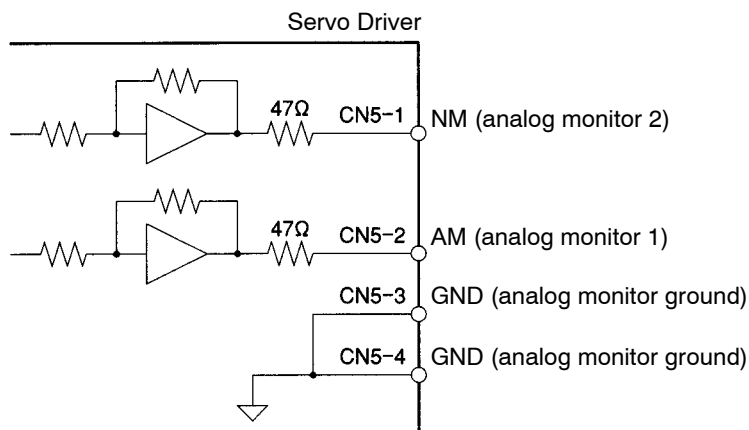 Servo Driver
47Ω CN5-1 NM (analog monitor 2)
47Ω CN5-2 AM (analog monitor 1)
CN5-3 GND (analog monitor ground)
CN5-4 GND (analog monitor ground)